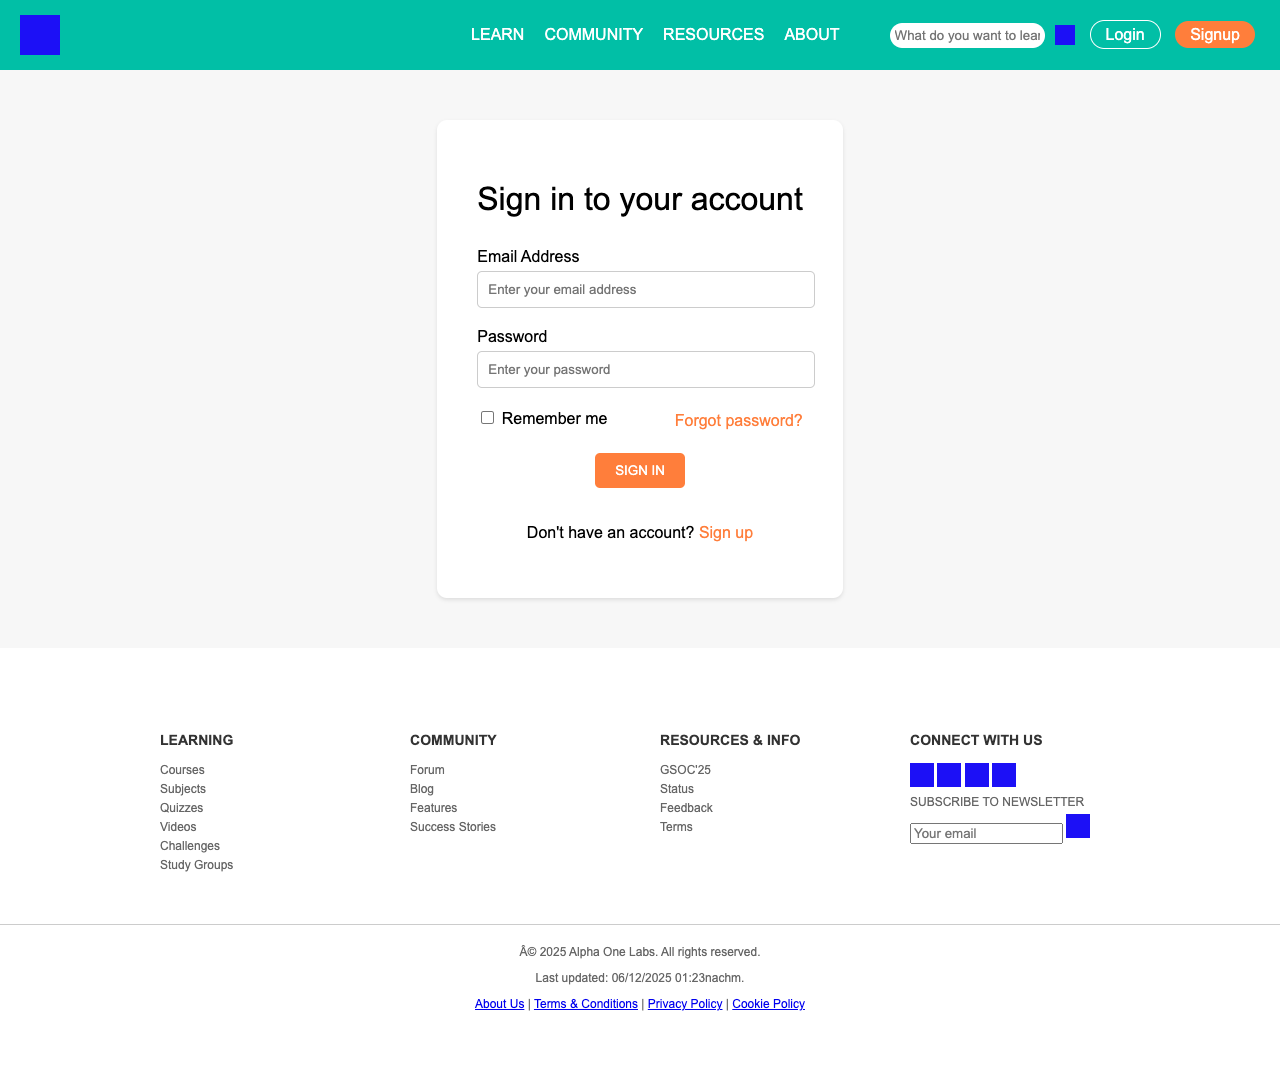 LEARN COMMUNITY RESOURCES ABOUT What do you want to lear Login Signup
Sign in to your account
Email Address
Enter your email address
Password
Enter your password
Remember me Forgot password?
SIGN IN
Don't have an account? Sign up
LEARNING
Courses
Subjects
Quizzes
Videos
Challenges
Study Groups
COMMUNITY
Forum
Blog
Features
Success Stories
RESOURCES & INFO
GSOC'25
Status
Feedback
Terms
CONNECT WITH US
SUBSCRIBE TO NEWSLETTER
Your email
Â© 2025 Alpha One Labs. All rights reserved.
Last updated: 06/12/2025 01:23nachm.
About Us | Terms & Conditions | Privacy Policy | Cookie Policy